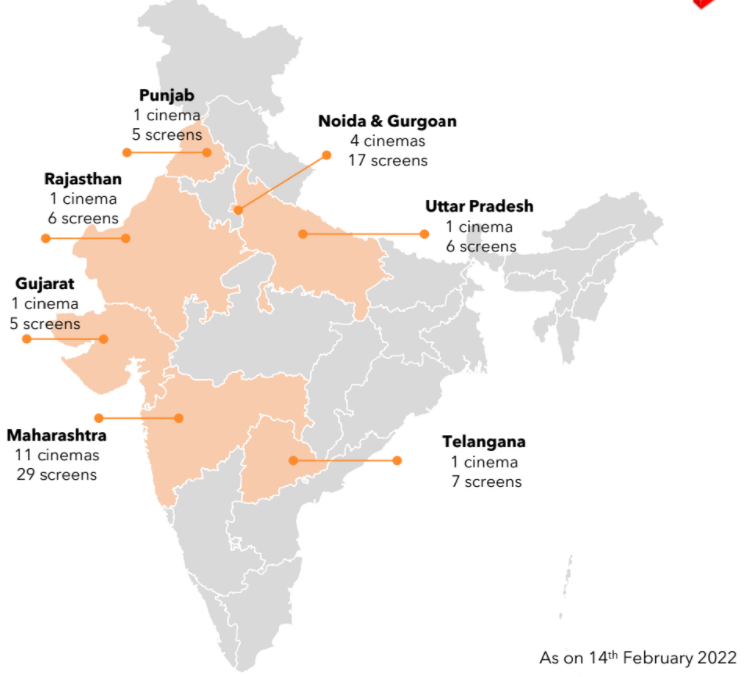 Punjab
1 cinema
5 screens
Noida & Gurgoan
4 cinemas
17 screens
Rajasthan
1 cinema
6 screens
Uttar Pradesh
1 cinema
6 screens
Gujarat
1 cinema
5 screens
Maharashtra
11 cinemas
29 screens
Telangana
1 cinema
7 screens
As on 14th February 2022